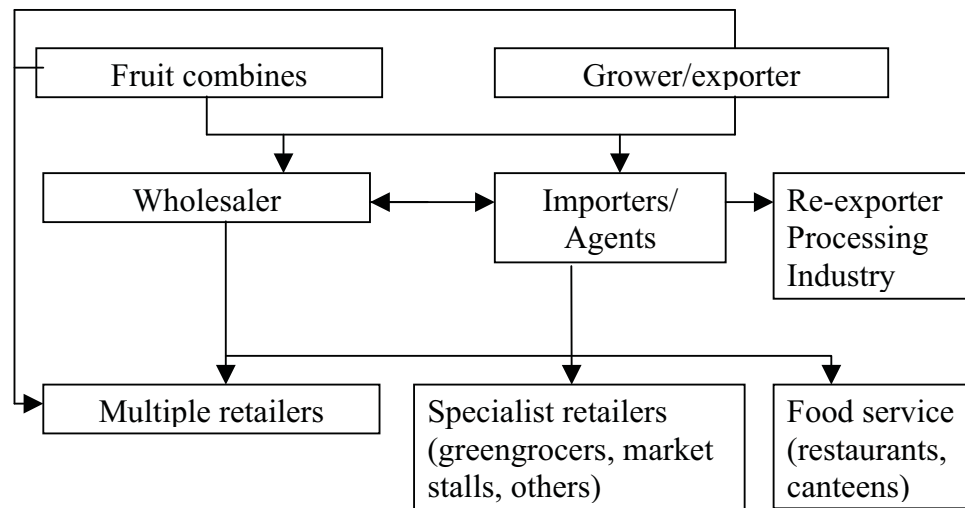 Fruit combines
Grower/exporter
Wholesaler
Importers/
Agents
Re-exporter
Processing
Industry
Multiple retailers
Specialist retailers
(greengrocers, market
stalls, others)
Food service
(restaurants,
canteens)